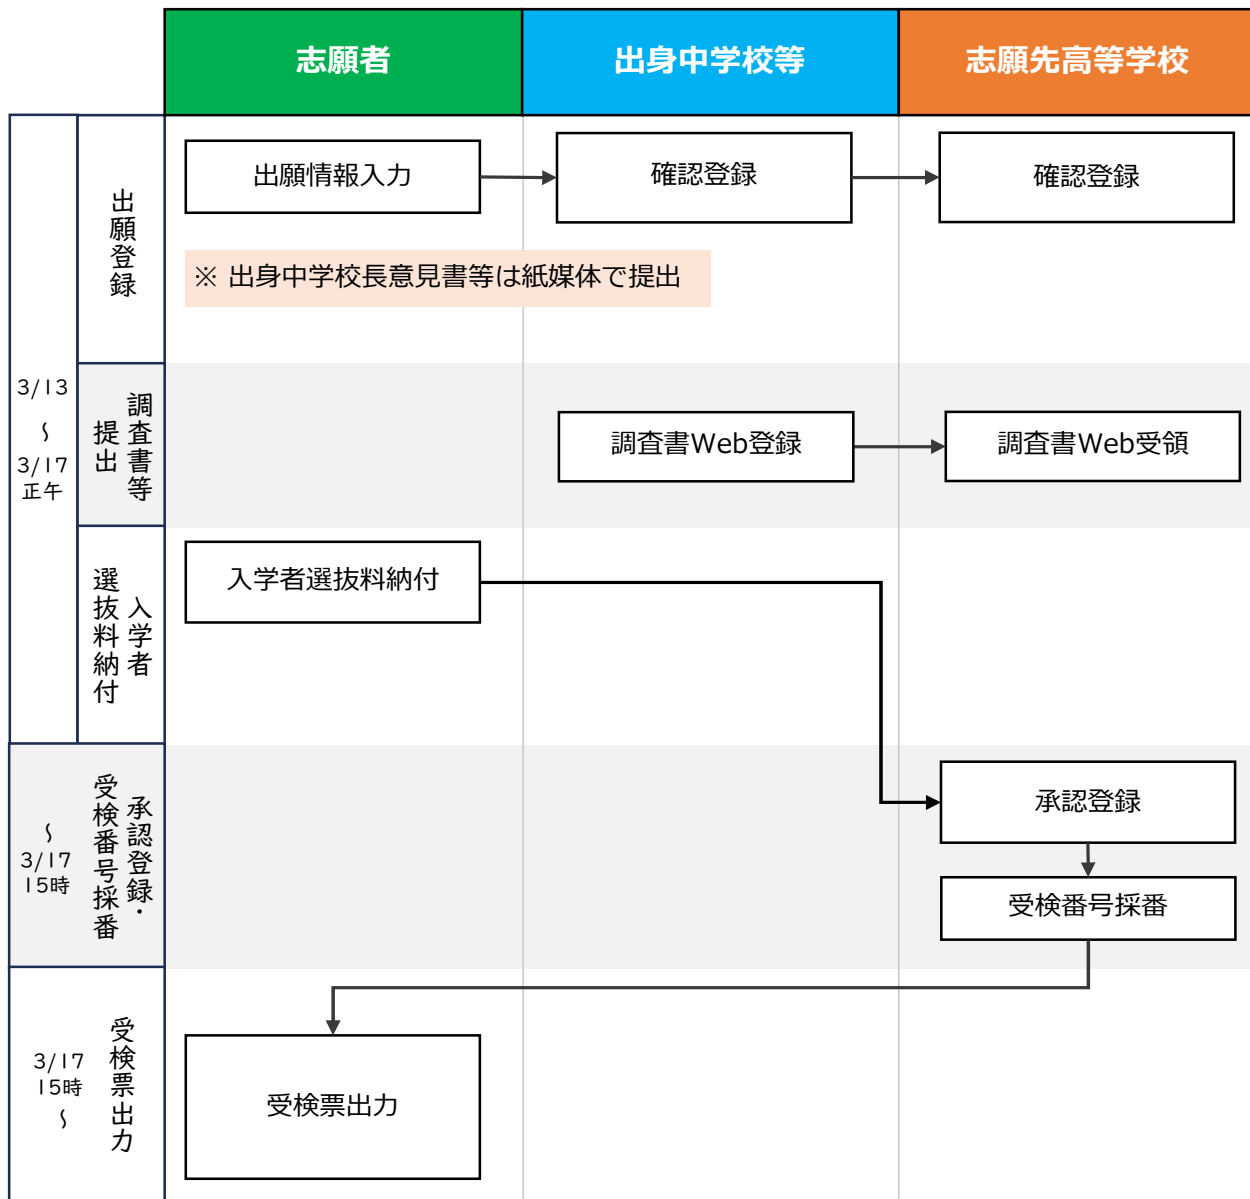 志願者
出身中学校等
志願先高等学校
3/13
～
3/17
正午
出願登録
出願情報入力
確認登録
確認登録
※ 出身中学校長意見書等は紙媒体で提出
調査書等
提出
調査書Web登録
調査書Web受領
入学者
選抜料納付
入学者選抜料納付
～
3/17
15時
承認登録・
受検番号採番
承認登録
受検番号採番
3/17
15時
～
受検票出力
受検票出力